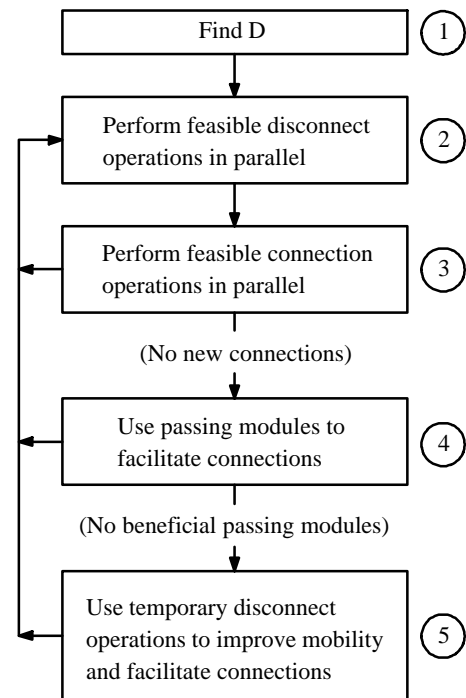 Find D
1
Perform feasible disconnect
operations in parallel
2
Perform feasible connection
operations in parallel
3
(No new connections)
Use passing modules to
facilitate connections
4
(No beneficial passing modules)
Use temporary disconnect
operations to improve mobility
and facilitate connections
5